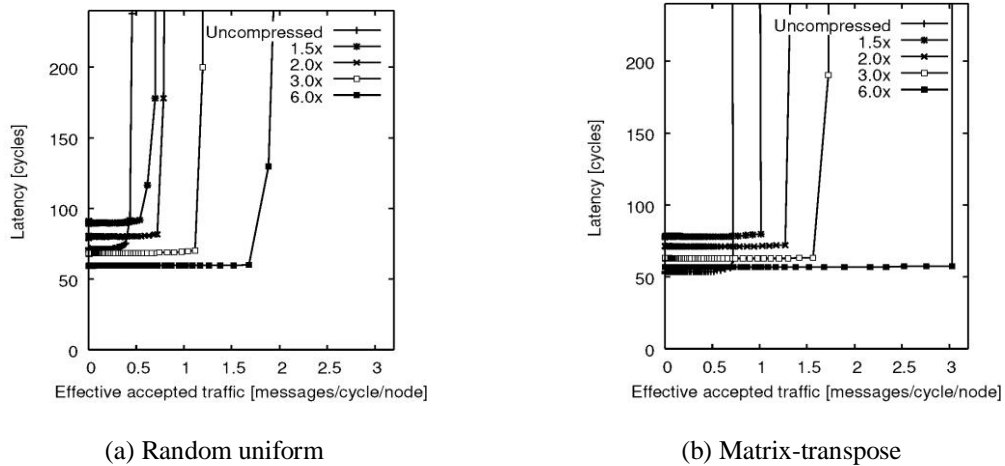 Uncompressed
1.5x
2.0x
3.0x
6.0x
200
150
100
50
0
Latency [cycles]
0 0.5 1 1.5 2 2.5 3
Effective accepted traffic [messages/cycle/node]
(a) Random uniform
Uncompressed
1.5x
2.0x
3.0x
6.0x
200
150
100
50
0
Latency [cycles]
0 0.5 1 1.5 2 2.5 3
Effective accepted traffic [messages/cycle/node]
(b) Matrix-transpose